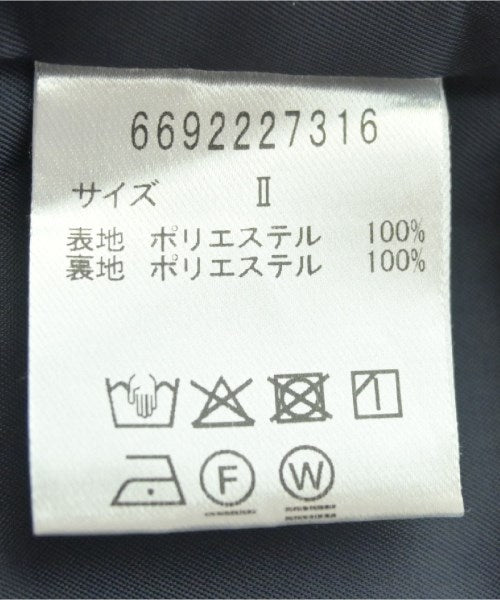 6692227316
サイズ Ⅱ
表地 ポリエステル 100%
裏地 ポリエステル 100%
F W